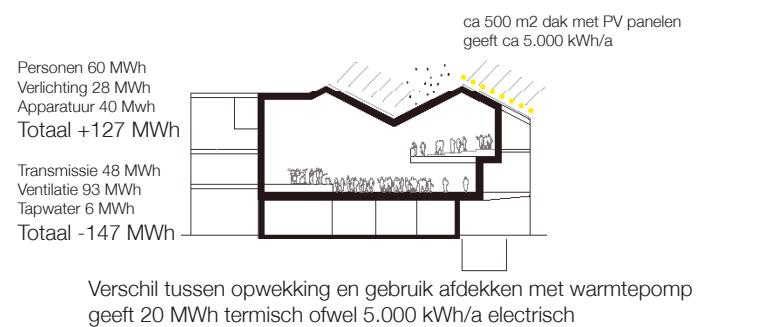 ca 500 m2 dak met PV panelen
geeft ca 5.000 kWh/a
Personen 60 MWh
Verlichting 28 MWh
Apparatuur 40 Mwh
Totaal +127 MWh
Transmissie 48 MWh
Ventilatie 93 MWh
Tapwater 6 MWh
Totaal -147 MWh
Verschil tussen opwekking en gebruik afdekken met warmtepomp
geeft 20 MWh termisch ofwel 5.000 kWh/a electrisch